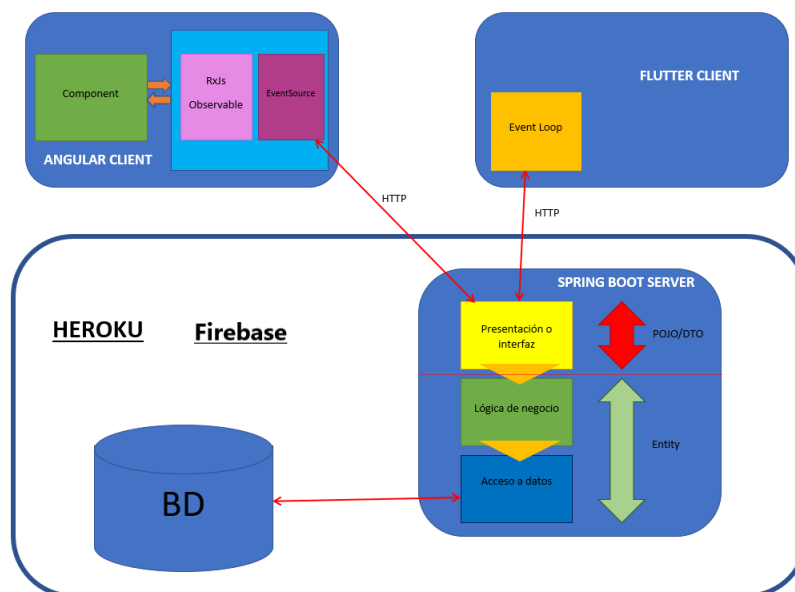 FLUTTER CLIENT
RxJs
Observable
EventSource
Component
Event Loop
ANGULAR CLIENT
HTTP
HTTP
SPRING BOOT SERVER
HEROKU
Firebase
Presentación o
interfaz
POJO/DTO
Lógica de negocio
Entity
Acceso a datos
BD